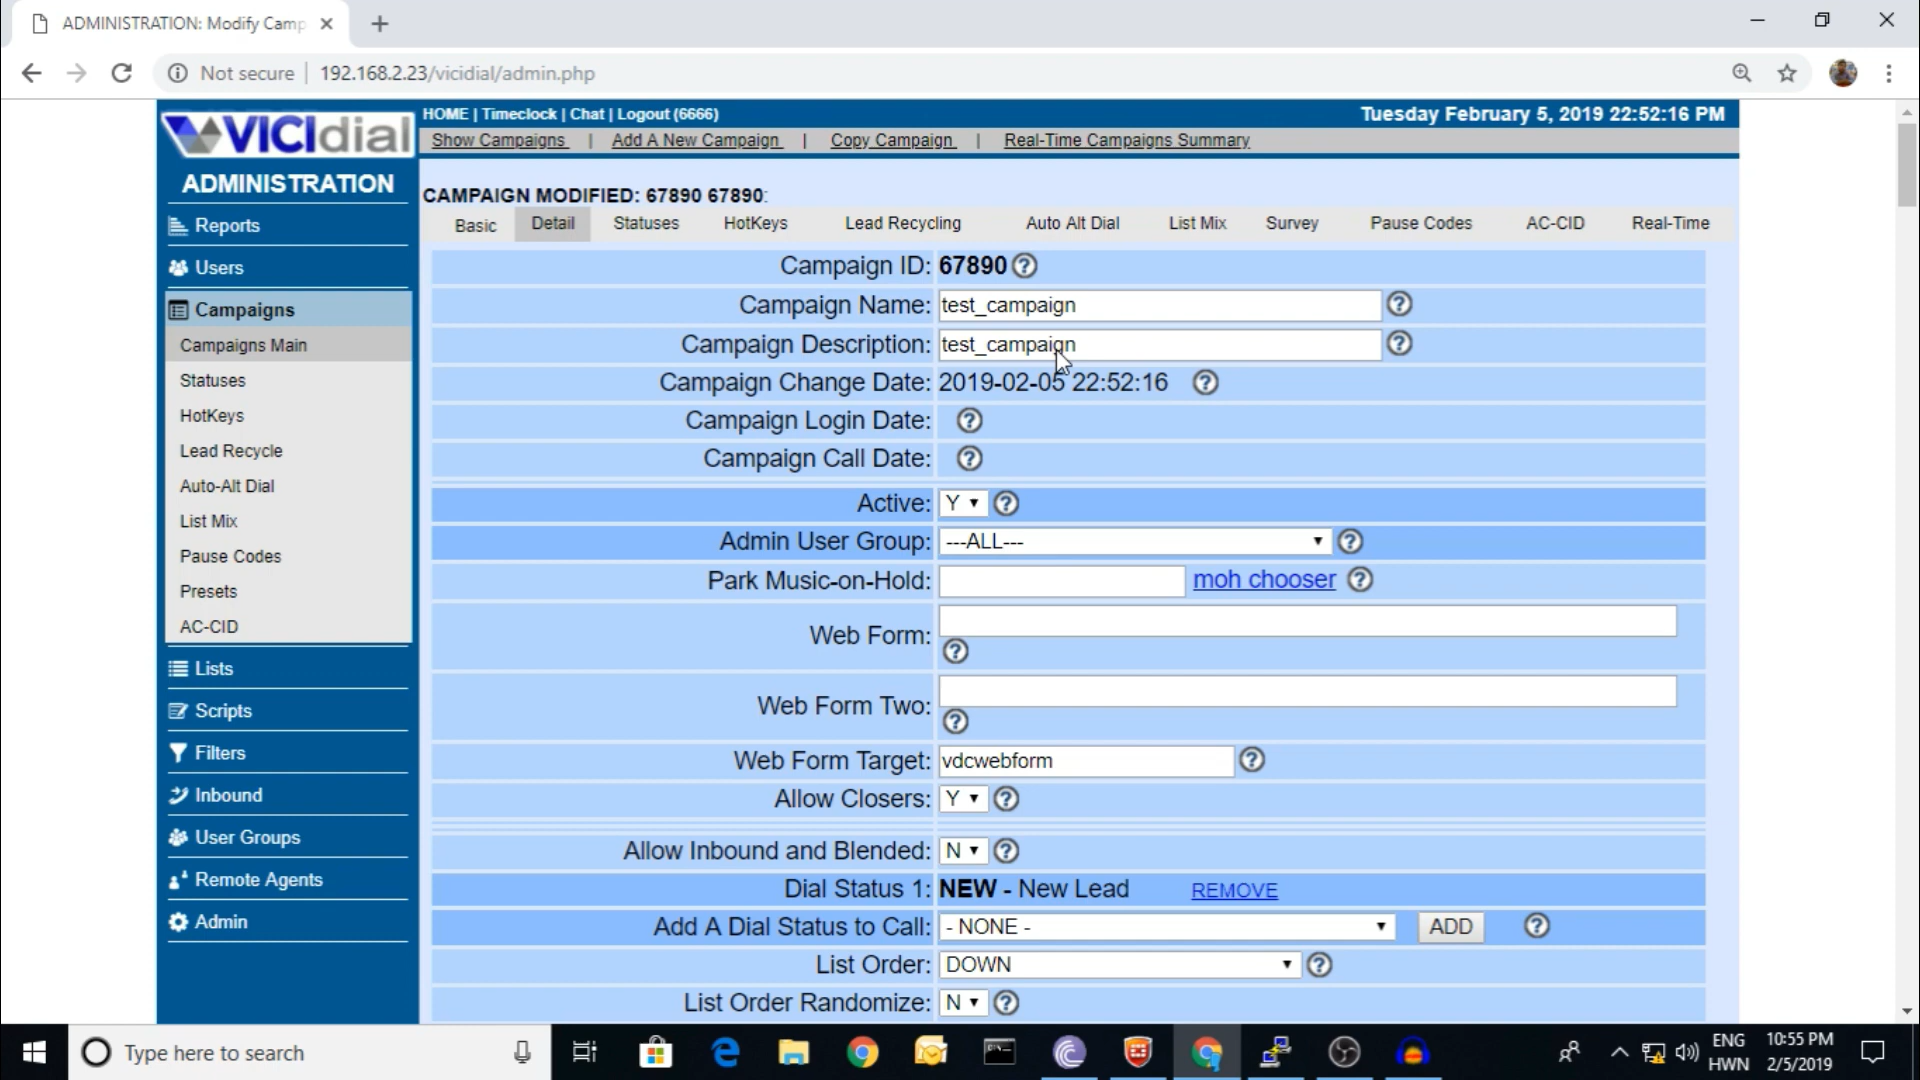 ADMINISTRATION: Modify Camp
Not secure | 192.168.2.23/vicidial/admin.php
VICIdial
HOME | Timeclock | Chat | Logout (6666)
Tuesday February 5, 2019 22:52:16 PM
Show Campaigns | Add A New Campaign | Copy Campaign | Real-Time Campaigns Summary
ADMINISTRATION
Reports
Users
Campaigns
Campaigns Main
Statuses
HotKeys
Lead Recycle
Auto-Alt Dial
List Mix
Pause Codes
Presets
AC-CID
Lists
Scripts
Filters
Inbound
User Groups
Remote Agents
Admin
CAMPAIGN MODIFIED: 67890 67890:
Basic Detail Statuses HotKeys Lead Recycling Auto Alt Dial List Mix Survey Pause Codes AC-CID Real-Time
Campaign ID: 67890
Campaign Name: test_campaign
Campaign Description: test_campaign
Campaign Change Date: 2019-02-05 22:52:16
Campaign Login Date:
Campaign Call Date:
Active: Y
Admin User Group: ---ALL---
Park Music-on-Hold: moh chooser
Web Form:
Web Form Two:
Web Form Target: vdcwebform
Allow Closers: Y
Allow Inbound and Blended: N
Dial Status 1: NEW - New Lead REMOVE
Add A Dial Status to Call: - NONE - ADD
List Order: DOWN
List Order Randomize: N
Type here to search
ENG
HWN
10:55 PM
2/5/2019